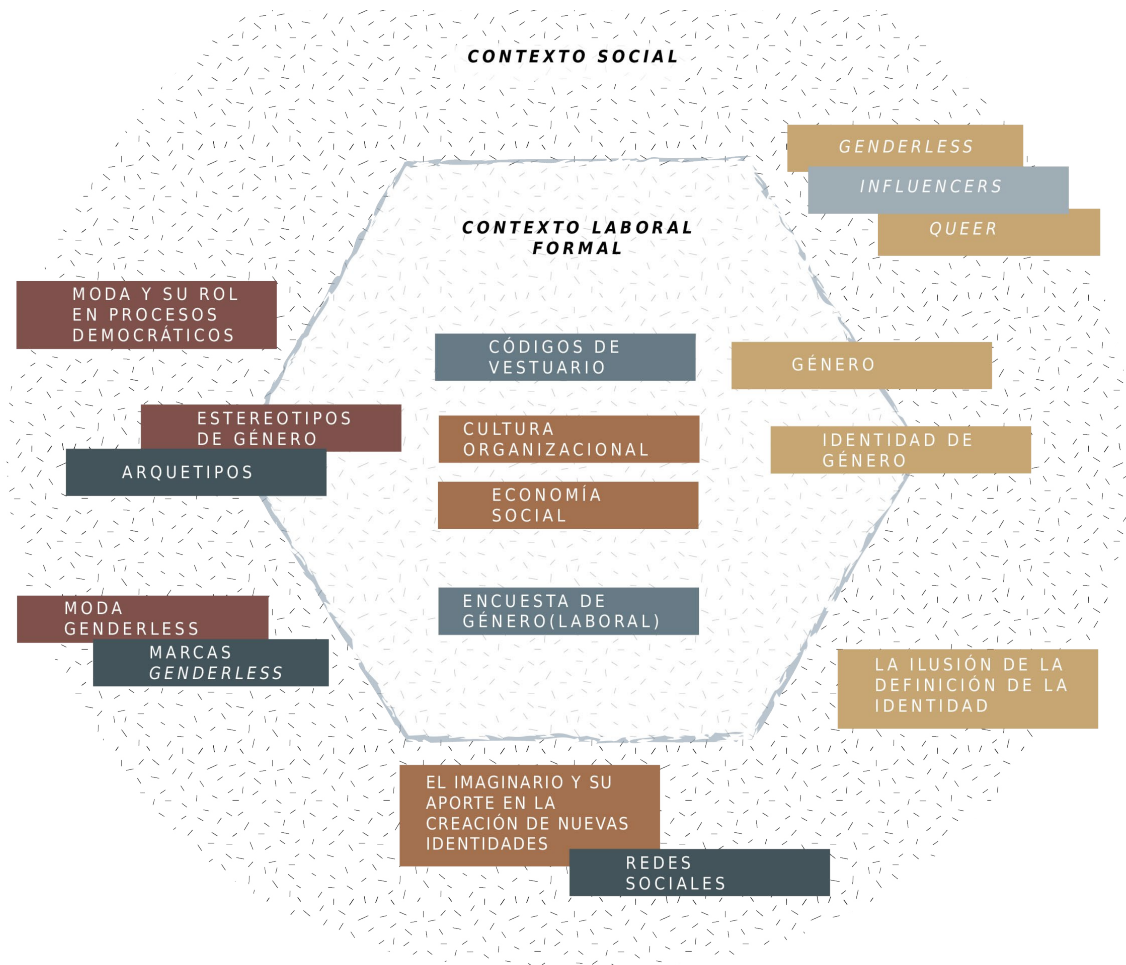 CONTEXTO SOCIAL
GENDERLESS
INFLUENCERS
QUEER
CONTEXTO LABORAL
FORMAL
MODA Y SU ROL
EN PROCESOS
DEMOCRÁTICOS
CÓDIGOS DE
VESTUARIO
GÉNERO
ESTEREOTIPOS
DE GÉNERO
ARQUETIPOS
CULTURA
ORGANIZACIONAL
IDENTIDAD DE
GÉNERO
ECONOMÍA
SOCIAL
ENCUESTA DE
GÉNERO(LABORAL)
MODA
GENDERLESS
MARCAS
GENDERLESS
LA ILUSIÓN DE LA
DEFINICIÓN DE LA
IDENTIDAD
EL IMAGINARIO Y SU
APORTE EN LA
CREACIÓN DE NUEVAS
IDENTIDADES
REDES
SOCIALES